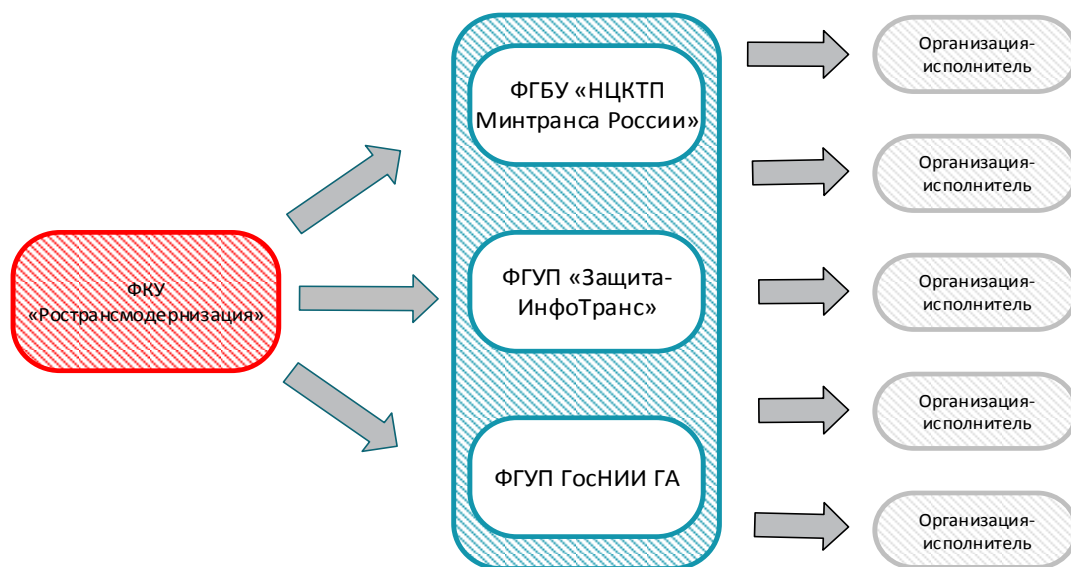 ФКУ
«Ространсмодернизация»
ФГБУ «НЦКТП
Минтранса России»
ФГУП «Защита-
ИнфоТранс»
ФГУП ГосНИИ ГА
Организация-
исполнитель
Организация-
исполнитель
Организация-
исполнитель
Организация-
исполнитель
Организация-
исполнитель